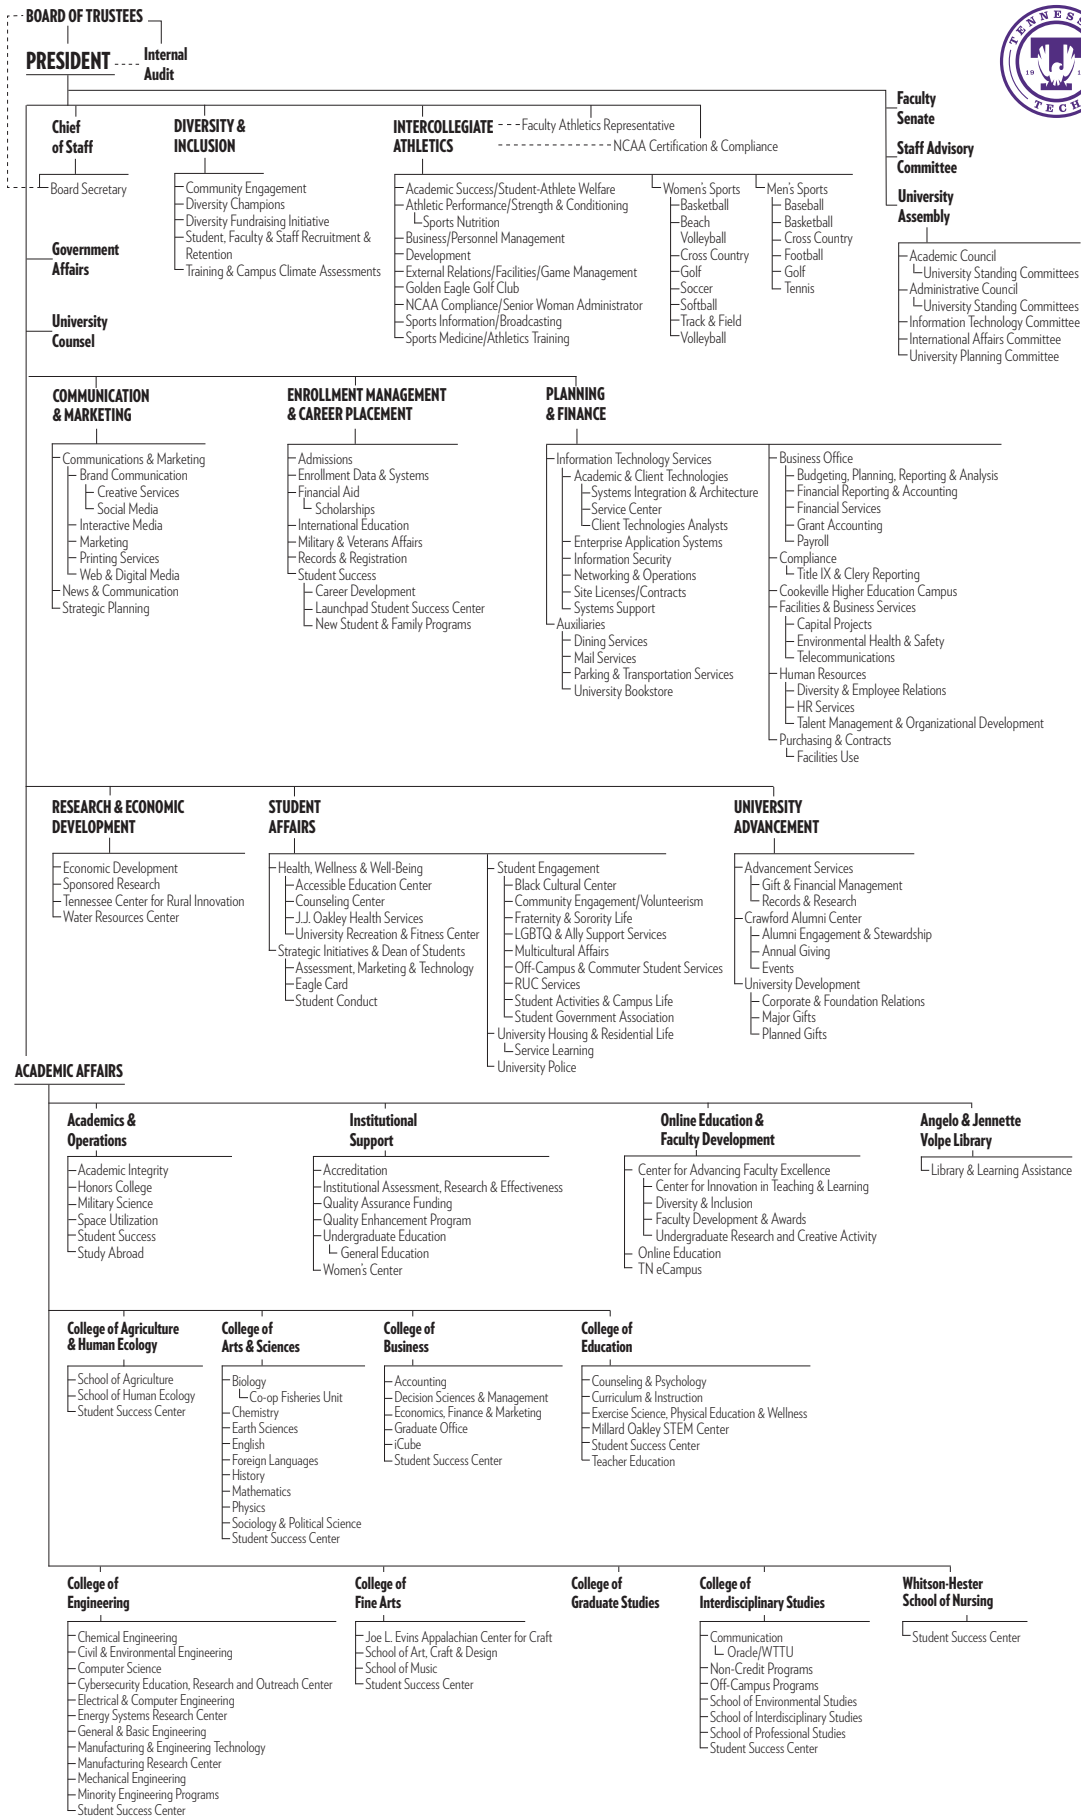 BOARD OF TRUSTEES
PRESIDENT
Internal
Audit
TENNESS
19 1
TECH
Chief
of Staff
Board Secretary
Government
Affairs
University
Counsel
DIVERSITY &
INCLUSION
Community Engagement
Diversity Champions
Diversity Fundraising Initiative
Student, Faculty & Staff Recruitment &
Retention
Training & Campus Climate Assessments
INTERCOLLEGIATE
ATHLETICS
Faculty Athletics Representative
NCAA Certification & Compliance
Academic Success/Student-Athlete Welfare
Athletic Performance/Strength & Conditioning
Sports Nutrition
Business/Personnel Management
Development
External Relations/Facilities/Game Management
Golden Eagle Golf Club
NCAA Compliance/Senior Woman Administrator
Sports Information/Broadcasting
Sports Medicine/Athletics Training
Women's Sports
Basketball
Beach
Volleyball
Cross Country
Golf
Soccer
Softball
Track & Field
Volleyball
Men's Sports
Baseball
Basketball
Cross Country
Football
Golf
Tennis
Faculty
Senate
Staff Advisory
Committee
University
Assembly
Academic Council
University Standing Committees
Administrative Council
University Standing Committees
Information Technology Committee
International Affairs Committee
University Planning Committee
COMMUNICATION
& MARKETING
Communications & Marketing
Brand Communication
Creative Services
Social Media
Interactive Media
Marketing
Printing Services
Web & Digital Media
News & Communication
Strategic Planning
ENROLLMENT MANAGEMENT
& CAREER PLACEMENT
Admissions
Enrollment Data & Systems
Financial Aid
Scholarships
International Education
Military & Veterans Affairs
Records & Registration
Student Success
Career Development
Launchpad Student Success Center
New Student & Family Programs
PLANNING
& FINANCE
Information Technology Services
Academic & Client Technologies
Systems Integration & Architecture
Service Center
Client Technologies Analysts
Enterprise Application Systems
Information Security
Networking & Operations
Site Licenses/Contracts
Systems Support
Auxiliaries
Dining Services
Mail Services
Parking & Transportation Services
University Bookstore
Business Office
Budgeting, Planning, Reporting & Analysis
Financial Reporting & Accounting
Financial Services
Grant Accounting
Payroll
Compliance
Title IX & Clery Reporting
Cookeville Higher Education Campus
Facilities & Business Services
Capital Projects
Environmental Health & Safety
Telecommunications
Human Resources
Diversity & Employee Relations
HR Services
Talent Management & Organizational Development
Purchasing & Contracts
Facilities Use
RESEARCH & ECONOMIC
DEVELOPMENT
Economic Development
Sponsored Research
Tennessee Center for Rural Innovation
Water Resources Center
STUDENT
AFFAIRS
Health, Wellness & Well-Being
Accessible Education Center
Counseling Center
J.J. Oakley Health Services
University Recreation & Fitness Center
Strategic Initiatives & Dean of Students
Assessment, Marketing & Technology
Eagle Card
Student Conduct
Student Engagement
Black Cultural Center
Community Engagement/Volunteerism
Fraternity & Sorority Life
LGBTQ & Ally Support Services
Multicultural Affairs
Off-Campus & Commuter Student Services
RUC Services
Student Activities & Campus Life
Student Government Association
University Housing & Residential Life
Service Learning
University Police
UNIVERSITY
ADVANCEMENT
Advancement Services
Gift & Financial Management
Records & Research
Crawford Alumni Center
Alumni Engagement & Stewardship
Annual Giving
Events
University Development
Corporate & Foundation Relations
Major Gifts
Planned Gifts
ACADEMIC AFFAIRS
Academics &
Operations
Academic Integrity
Honors College
Military Science
Space Utilization
Student Success
Study Abroad
Institutional
Support
Accreditation
Institutional Assessment, Research & Effectiveness
Quality Assurance Funding
Quality Enhancement Program
Undergraduate Education
General Education
Women's Center
Online Education &
Faculty Development
Center for Advancing Faculty Excellence
Center for Innovation in Teaching & Learning
Diversity & Inclusion
Faculty Development & Awards
Undergraduate Research and Creative Activity
Online Education
TN eCampus
Angelo & Jennette
Volpe Library
Library & Learning Assistance
College of Agriculture
& Human Ecology
School of Agriculture
School of Human Ecology
Student Success Center
College of
Arts & Sciences
Biology
Co-op Fisheries Unit
Chemistry
Earth Sciences
English
Foreign Languages
History
Mathematics
Physics
Sociology & Political Science
Student Success Center
College of
Business
Accounting
Decision Sciences & Management
Economics, Finance & Marketing
Graduate Office
iCube
Student Success Center
College of
Education
Counseling & Psychology
Curriculum & Instruction
Exercise Science, Physical Education & Wellness
Millard Oakley STEM Center
Student Success Center
Teacher Education
College of
Engineering
Chemical Engineering
Civil & Environmental Engineering
Computer Science
Cybersecurity Education, Research and Outreach Center
Electrical & Computer Engineering
Energy Systems Research Center
General & Basic Engineering
Manufacturing & Engineering Technology
Manufacturing Research Center
Mechanical Engineering
Minority Engineering Programs
Student Success Center
College of
Fine Arts
Joe L. Evins Appalachian Center for Craft
School of Art, Craft & Design
School of Music
Student Success Center
College of
Graduate Studies
College of
Interdisciplinary Studies
Communication
Oracle/WTTU
Non-Credit Programs
Off-Campus Programs
School of Environmental Studies
School of Interdisciplinary Studies
School of Professional Studies
Student Success Center
Whitson-Hester
School of Nursing
Student Success Center